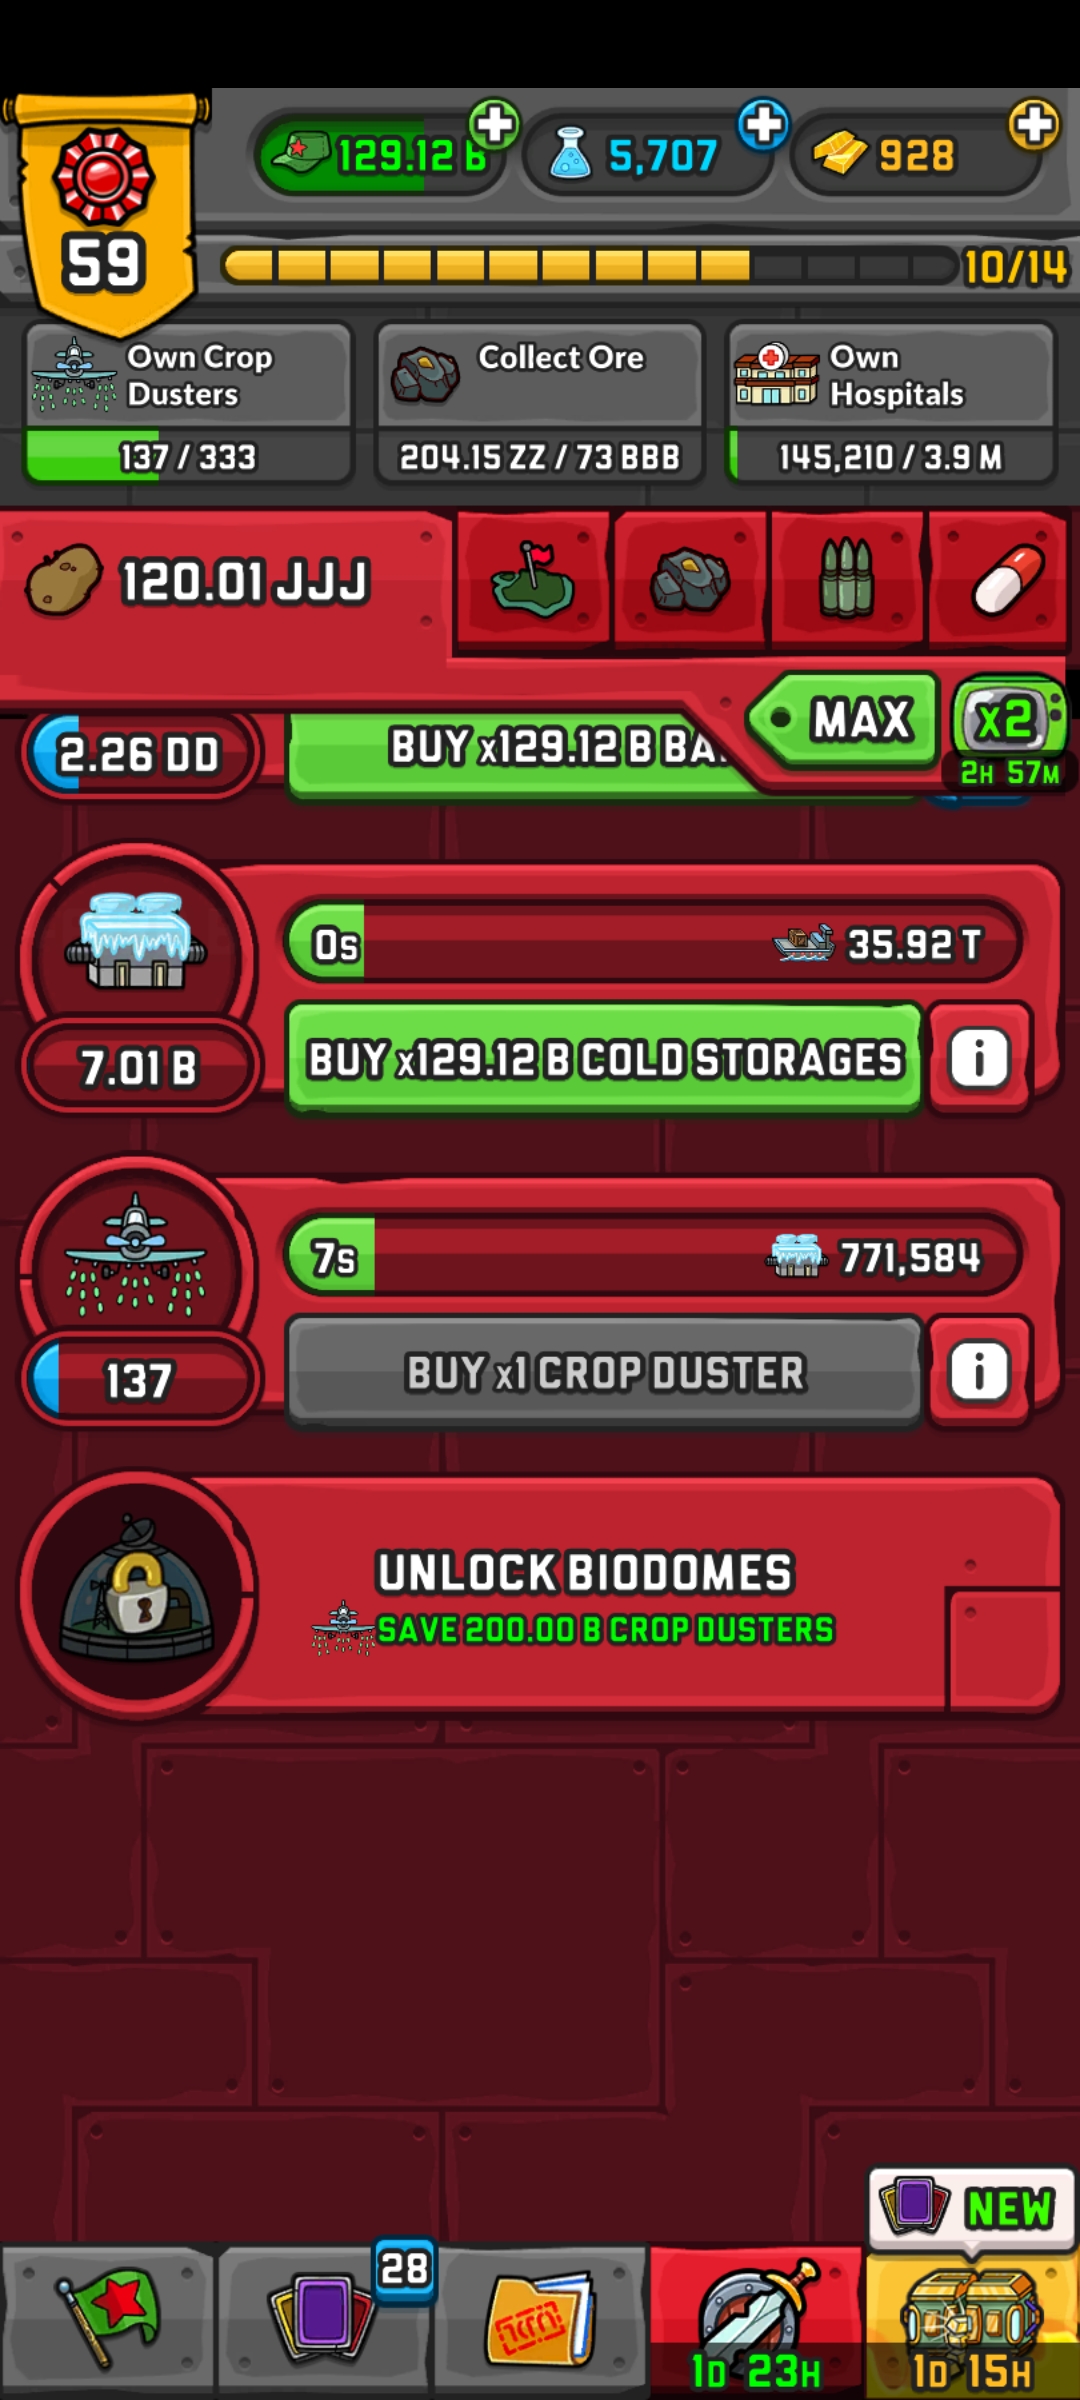 129.12 B
5,707
928
59
10/14
Own Crop
Dusters
137 / 333
Collect Ore
204.15 ZZ / 73 BBB
Own
Hospitals
145,210 / 3.9 M
120.01 JJJ
MAX
x2
2H 57M
2.26 DD
BUY x129.12 B BA
0s
35.92 T
7.01 B
BUY x129.12 B COLD STORAGES
i
7s
771,584
137
BUY x1 CROP DUSTER
i
UNLOCK BIODOMES
SAVE 200.00 B CROP DUSTERS
NEW
28
1D 23H
1D 15H